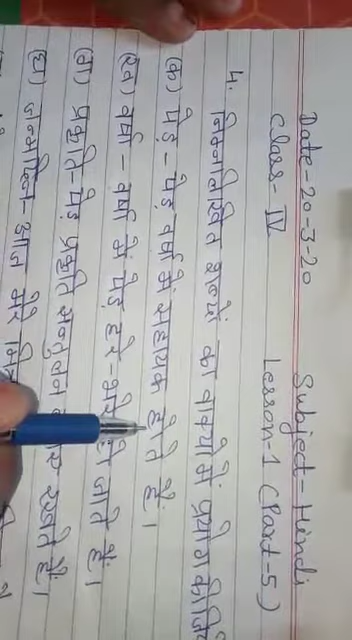 Date-20-3-20 Subject-Hindi
Class-IV Lesson-1 (Part-5)
4. निम्नलिखित शब्दों का वाक्यों में प्रयोग
(क) पेड़ - पेड़ वर्षा में सहायक होते हैं।
(ख) वर्षा - वर्षा में पेड़ हरे-भरे हो जाते हैं।
(ग) प्रकृति - पेड़ प्रकृति सन्तुलन रखते हैं।
(घ) जन्मदिन - आज मेरे